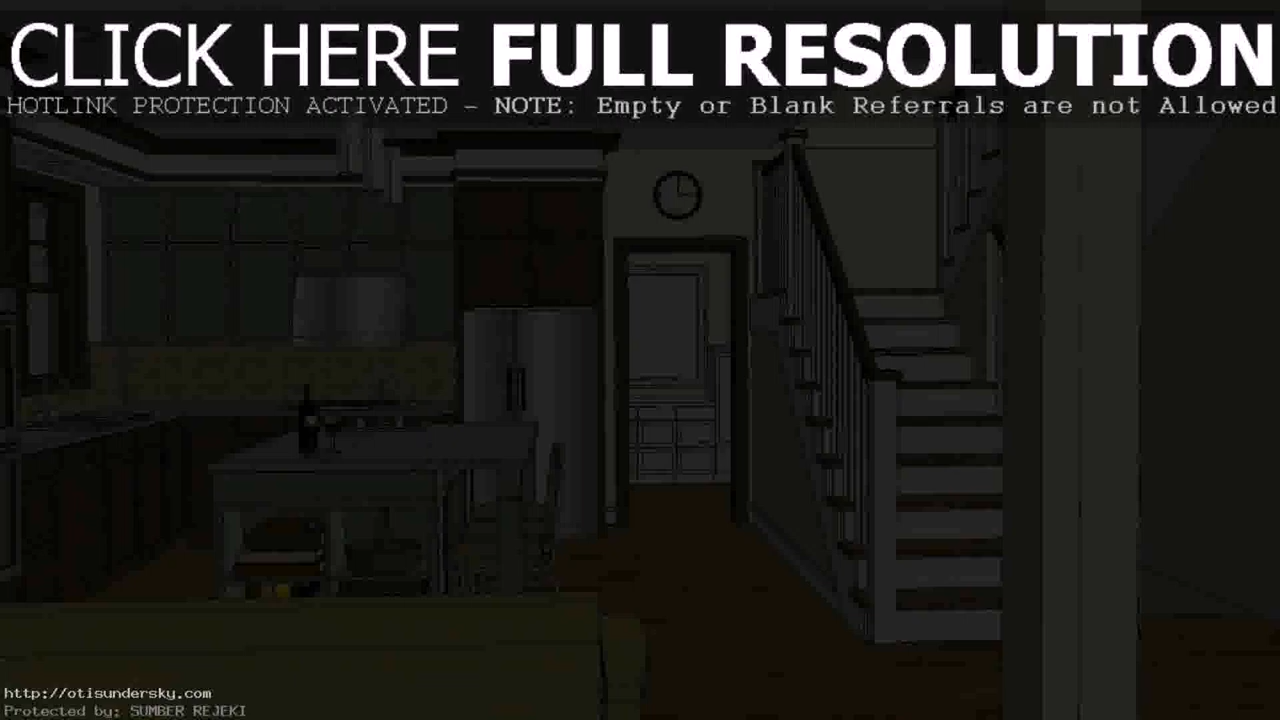 CLICK HERE FULL RESOLUTION
HOTLINK PROTECTION ACTIVATED - NOTE: Empty or Blank Referrals are not Allowed
http://otisundersky.com
Protected by: SUMBER REJEKI